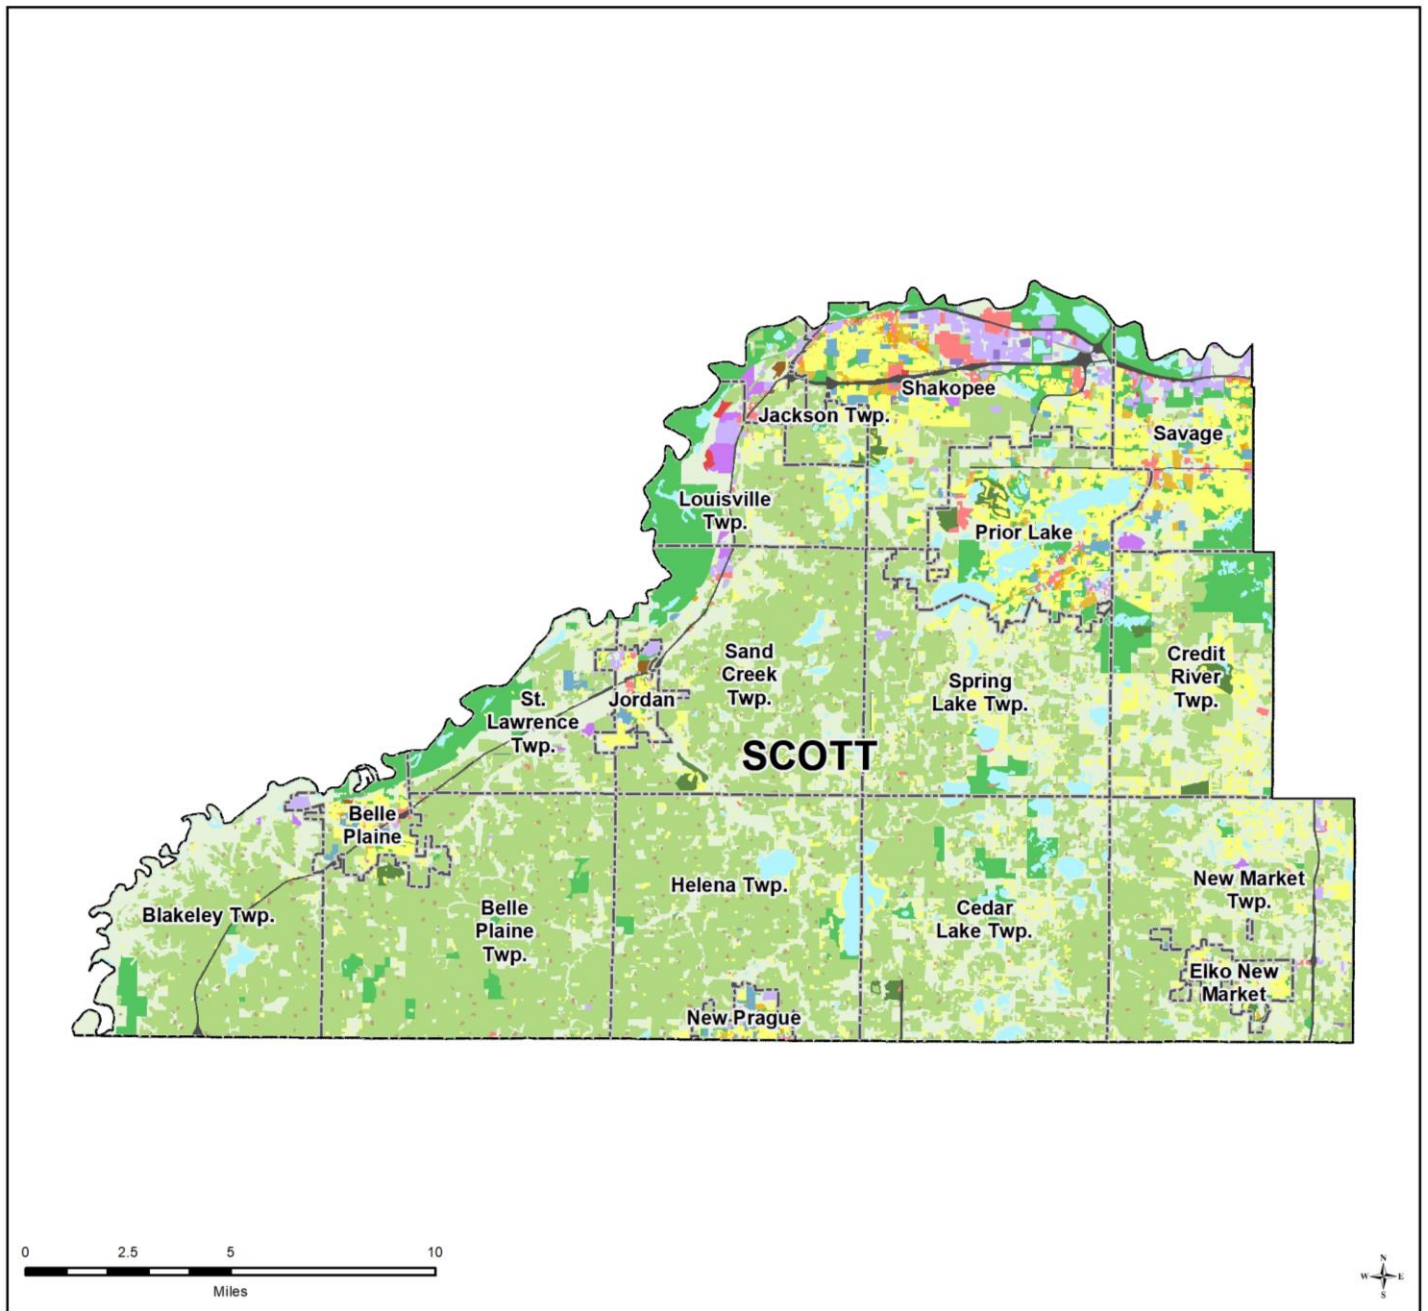 Shakopee
Jackson Twp.
Savage
Louisville
Twp.
Prior Lake
Sand
Creek
Twp.
Credit
River
Twp.
Spring
Lake Twp.
St.
Lawrence
Twp.
Jordan
SCOTT
Belle
Plaine
Helena Twp.
New Market
Twp.
Blakeley Twp.
Belle
Plaine
Twp.
Cedar
Lake Twp.
Elko New
Market
New Prague
0 2.5 5 10
Miles
N
W E
S